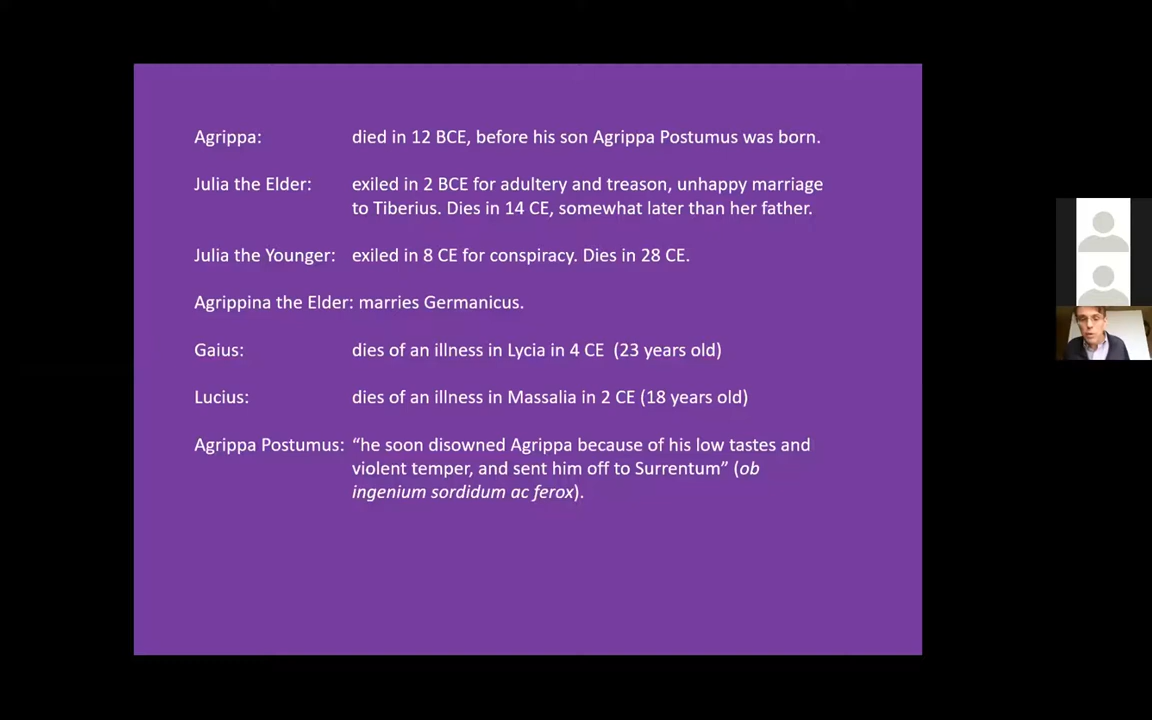 Agrippa: died in 12 BCE, before his son Agrippa Postumus was born.
Julia the Elder: exiled in 2 BCE for adultery and treason, unhappy marriage
to Tiberius. Dies in 14 CE, somewhat later than her father.
Julia the Younger: exiled in 8 CE for conspiracy. Dies in 28 CE.
Agrippina the Elder: marries Germanicus.
Gaius: dies of an illness in Lycia in 4 CE (23 years old)
Lucius: dies of an illness in Massalia in 2 CE (18 years old)
Agrippa Postumus: “he soon disowned Agrippa because of his low tastes and
violent temper, and sent him off to Surrentum” (ob
ingenium sordidum ac ferox).